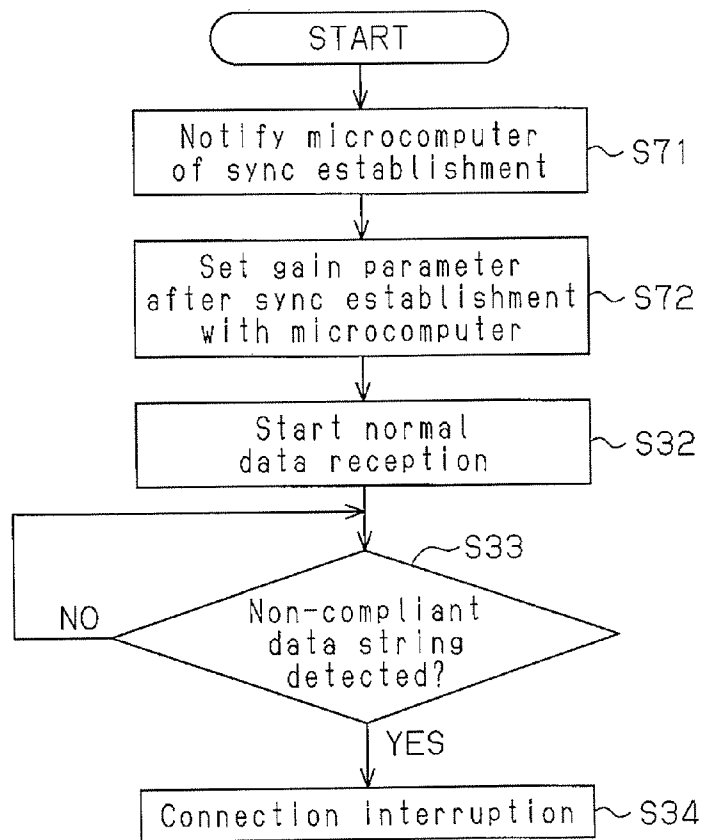 START
Notify microcomputer
of sync establishment
S71
Set gain parameter
after sync establishment
with microcomputer
S72
Start normal
data reception
S32
S33
Non-compliant
data string
detected?
NO
YES
Connection interruption
S34